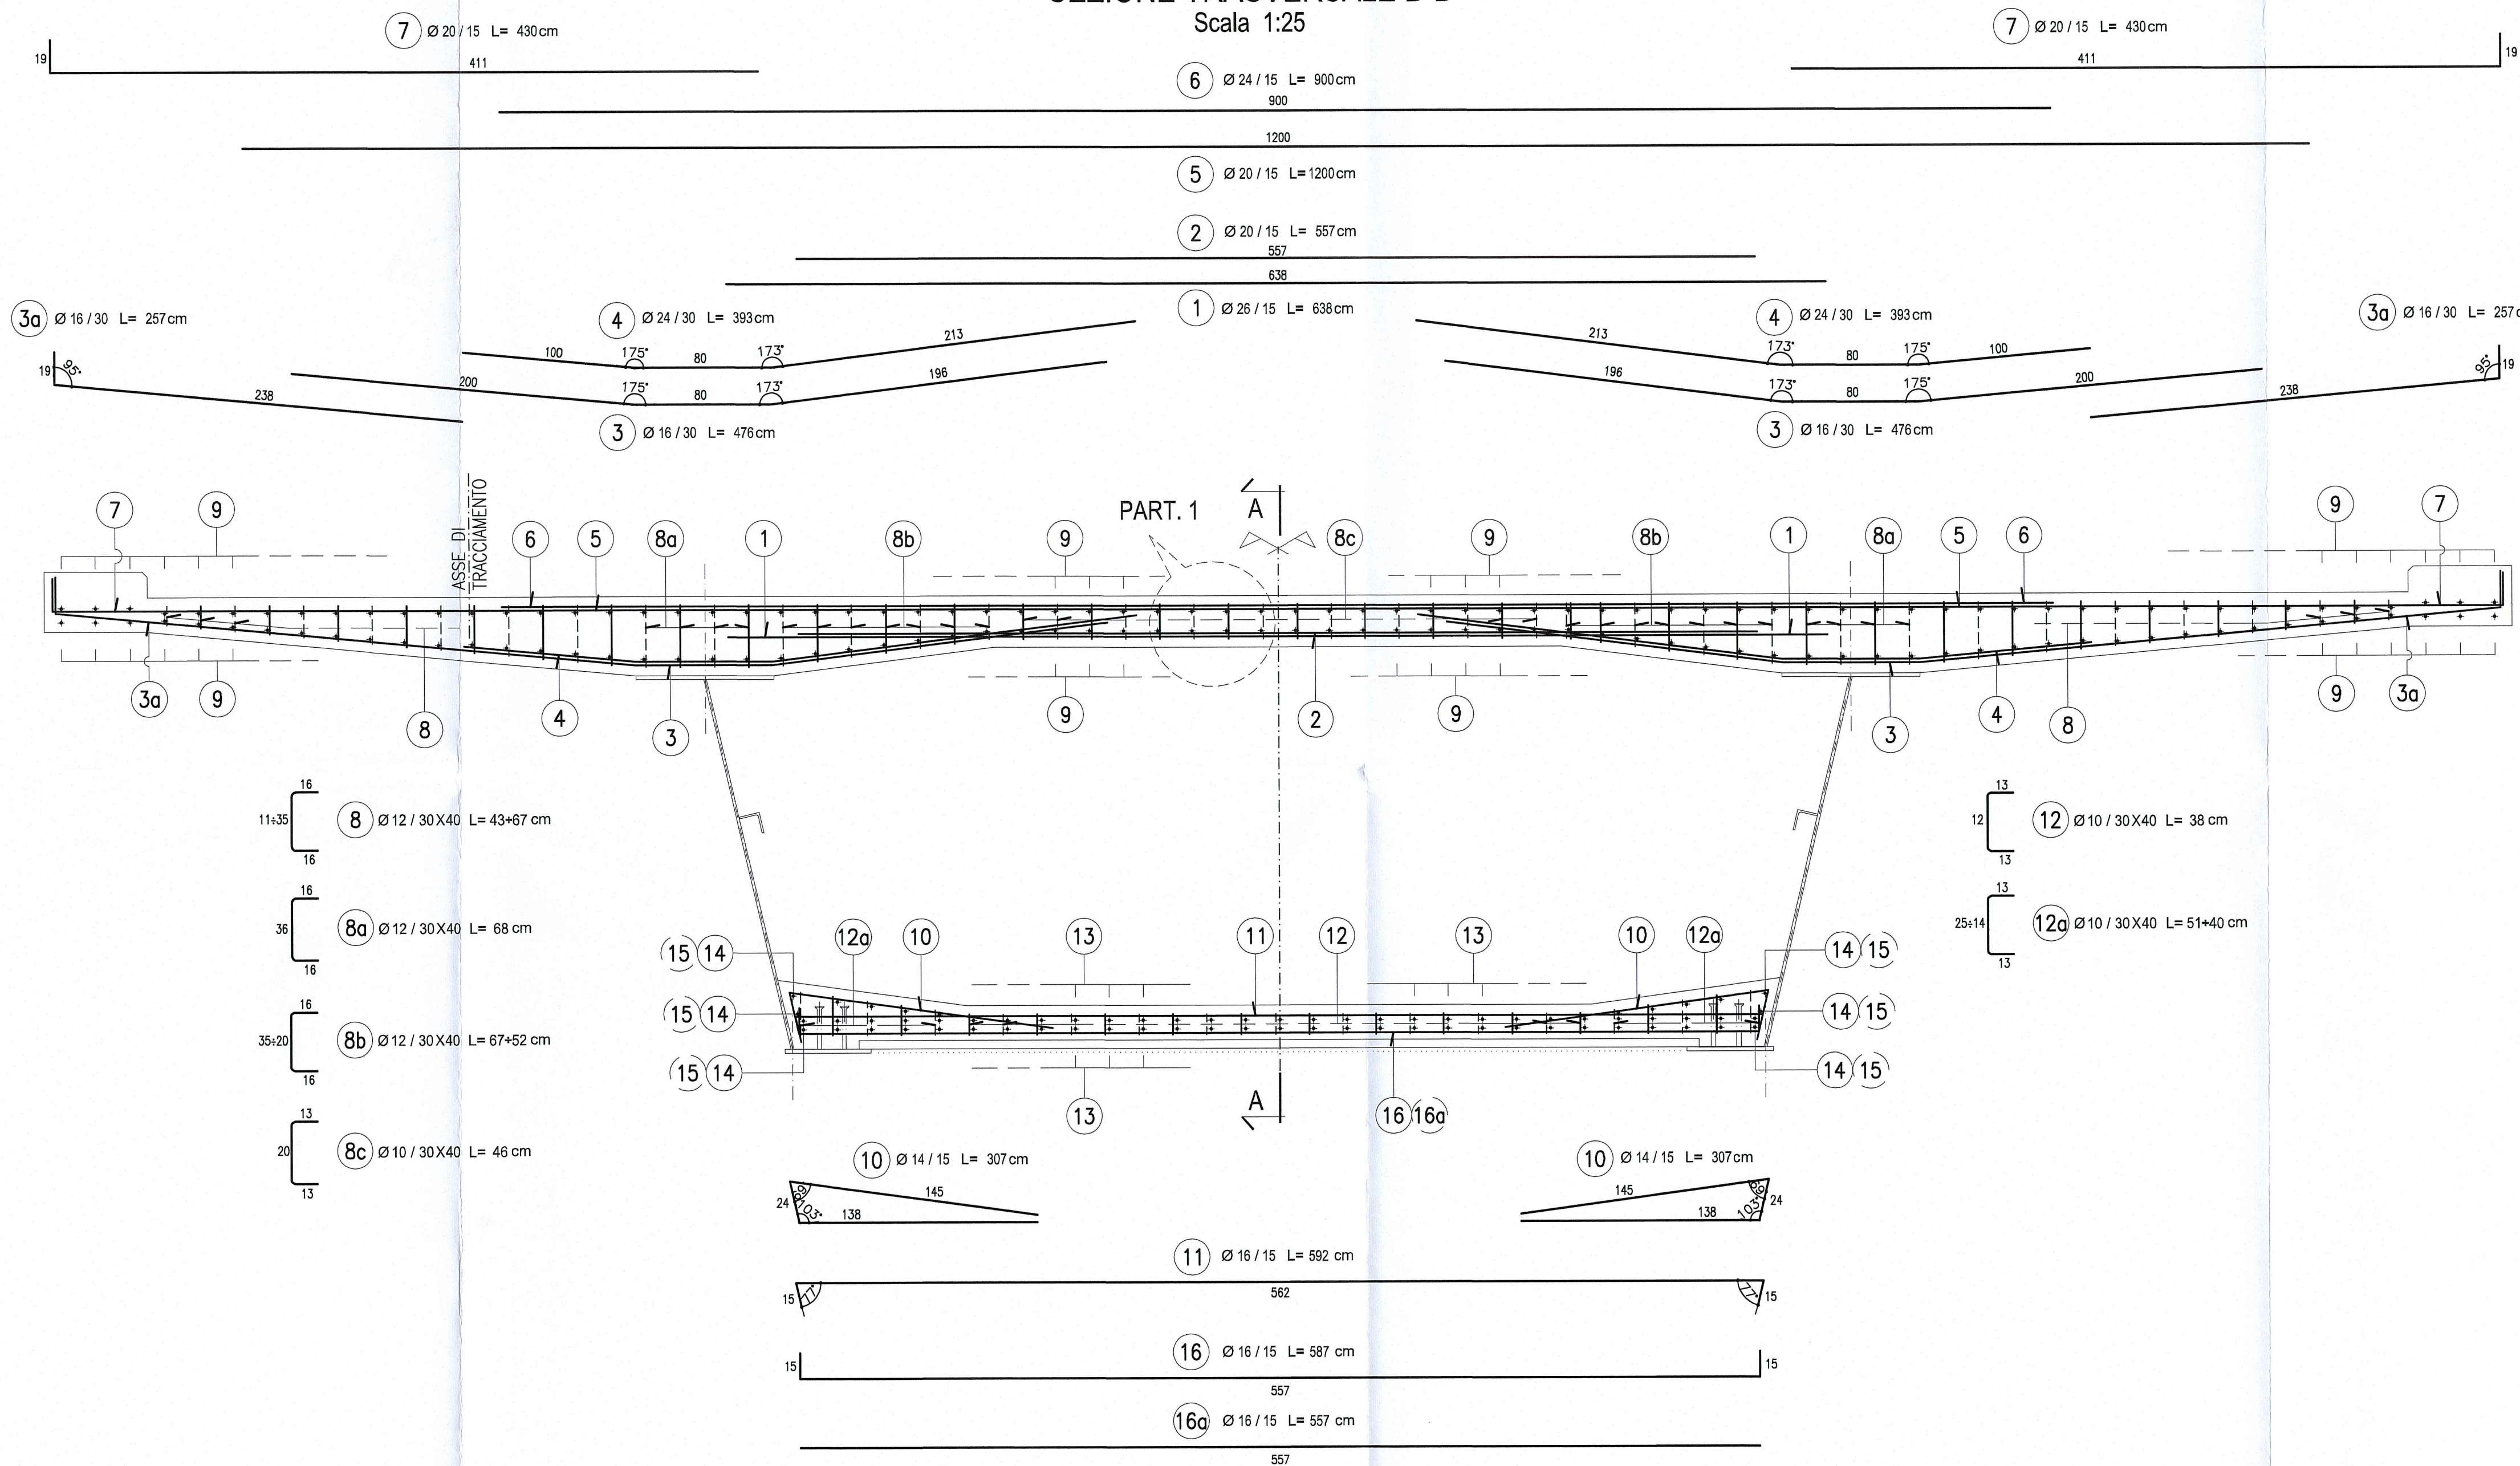 Scala 1:25
7 Ø 20 / 15 L= 430 cm
19
411
7 Ø 20 / 15 L= 430 cm
19
411
6 Ø 24 / 15 L= 900 cm
900
1200
5 Ø 20 / 15 L=1200 cm
2 Ø 20 / 15 L= 557 cm
557
638
1 Ø 26 / 15 L= 638 cm
3a Ø 16 / 30 L= 257 cm
19
95°
238
4 Ø 24 / 30 L= 393 cm
100
175°
80
173°
213
200
175°
80
173°
196
3 Ø 16 / 30 L= 476 cm
4 Ø 24 / 30 L= 393 cm
213
173°
80
175°
100
196
173°
80
175°
200
3 Ø 16 / 30 L= 476 cm
3a Ø 16 / 30 L= 257
95°
19
238
ASSE DI
TRACCIAMENTO
PART. 1
A
7
9
6
5
8a
1
8b
9
8c
9
8b
1
8a
5
6
9
7
3a
9
8
4
3
9
2
9
3
4
8
9
3a
16
11÷35
16
8 Ø 12 / 30X40 L= 43÷67 cm
16
36
16
8a Ø 12 / 30X40 L= 68 cm
16
35÷20
16
8b Ø 12 / 30X40 L= 67÷52 cm
13
20
13
8c Ø 10 / 30X40 L= 46 cm
13
12
13
12 Ø 10 / 30X40 L= 38 cm
13
25÷14
13
12a Ø 10 / 30X40 L= 51÷40 cm
(15) 14
12a
10
13
11
12
13
10
12a
14 (15)
(15) 14
14 (15)
(15) 14
14 (15)
13
A
16 (16a)
10 Ø 14 / 15 L= 307 cm
24
69°
103°
145
138
10 Ø 14 / 15 L= 307 cm
145
138
69°
103°
24
11 Ø 16 / 15 L= 592 cm
15
77°
562
77°
15
16 Ø 16 / 15 L= 587 cm
15
557
15
16a Ø 16 / 15 L= 557 cm
557